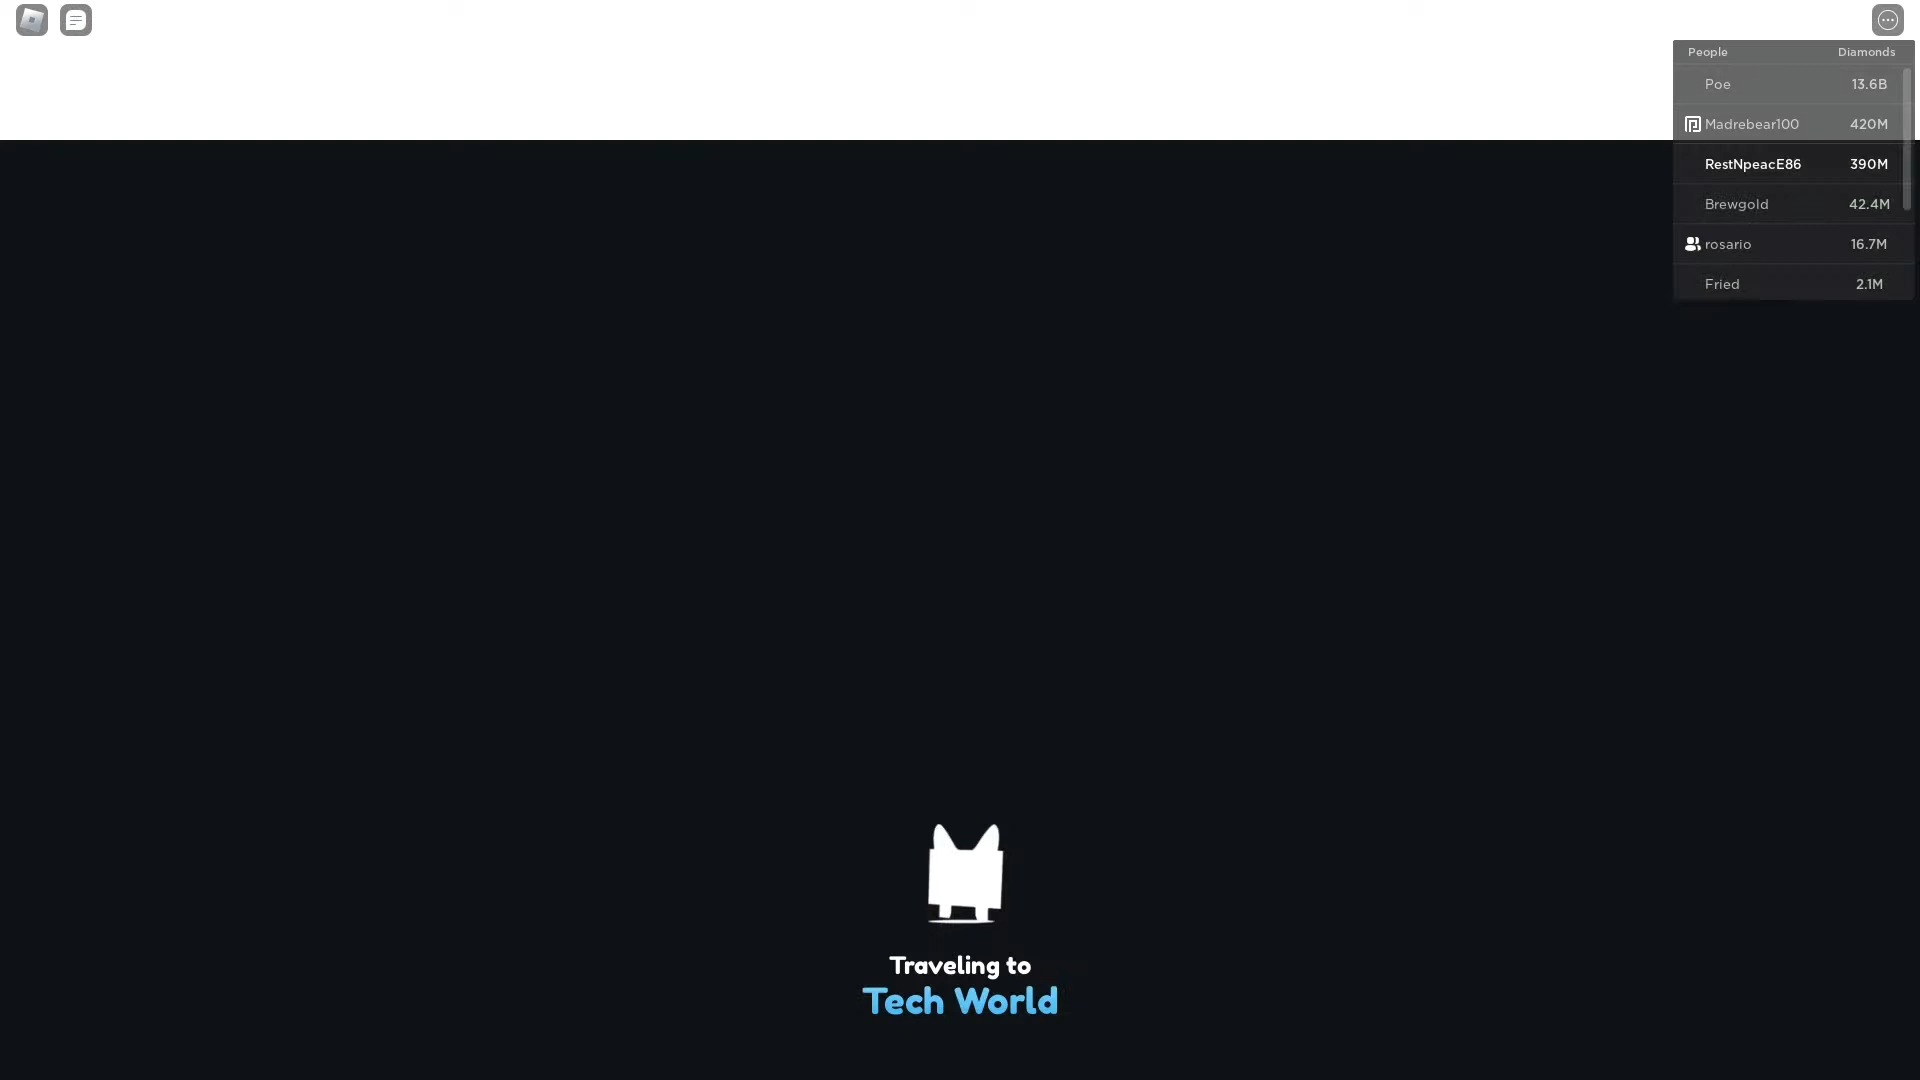 People Diamonds
Poe 13.6B
Madrebear100 420M
RestNpeacE86 390M
Brewgold 42.4M
rosario 16.7M
Fried 2.1M
Traveling to
Tech World